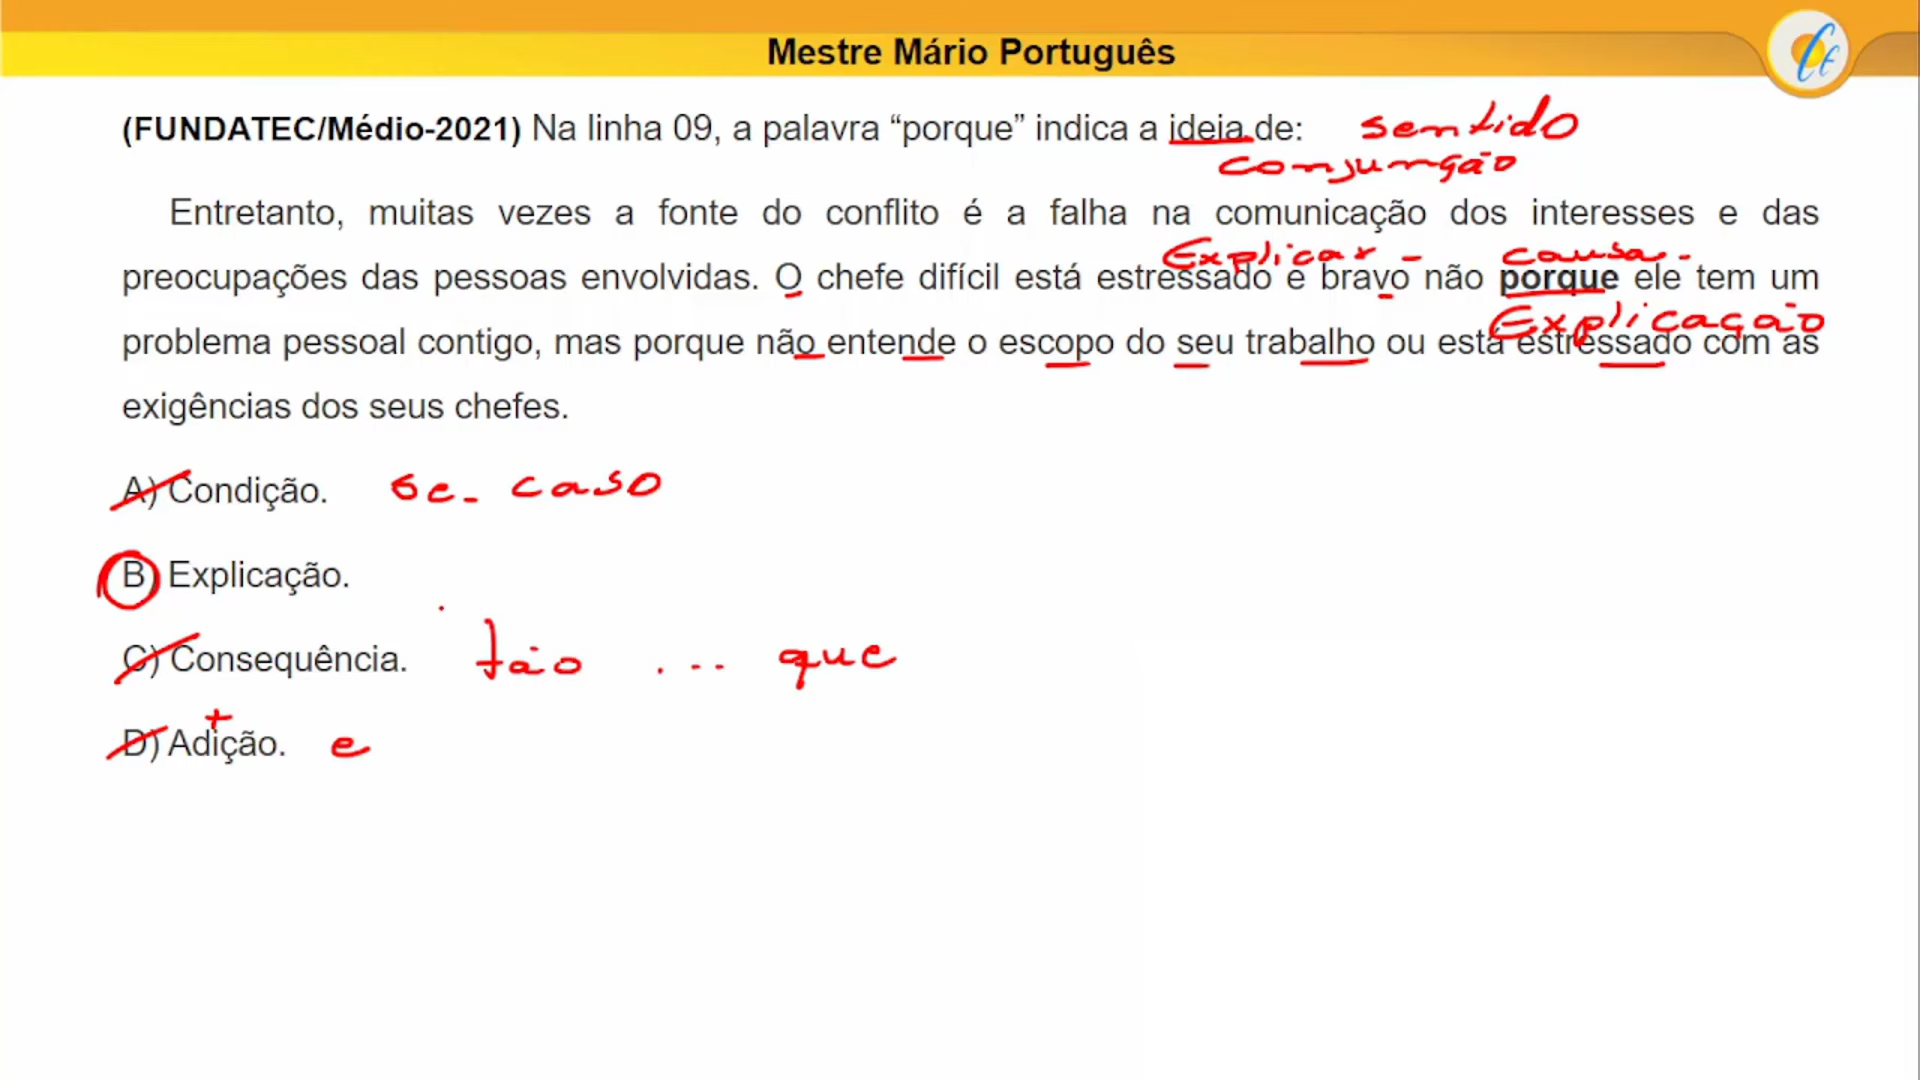 Mestre Mário Português
(FUNDATEC/Médio-2021) Na linha 09, a palavra “porque” indica a ideia de: sentido
conjunção
Entretanto, muitas vezes a fonte do conflito é a falha na comunicação dos interesses e das
Explicar - causa -
preocupações das pessoas envolvidas. O chefe difícil está estressado e bravo não porque ele tem um
Explicação
problema pessoal contigo, mas porque não entende o escopo do seu trabalho ou está estressado com as
exigências dos seus chefes.
A) Condição. se - caso
B) Explicação.
C) Consequência. tão ... que
+
D) Adição. e